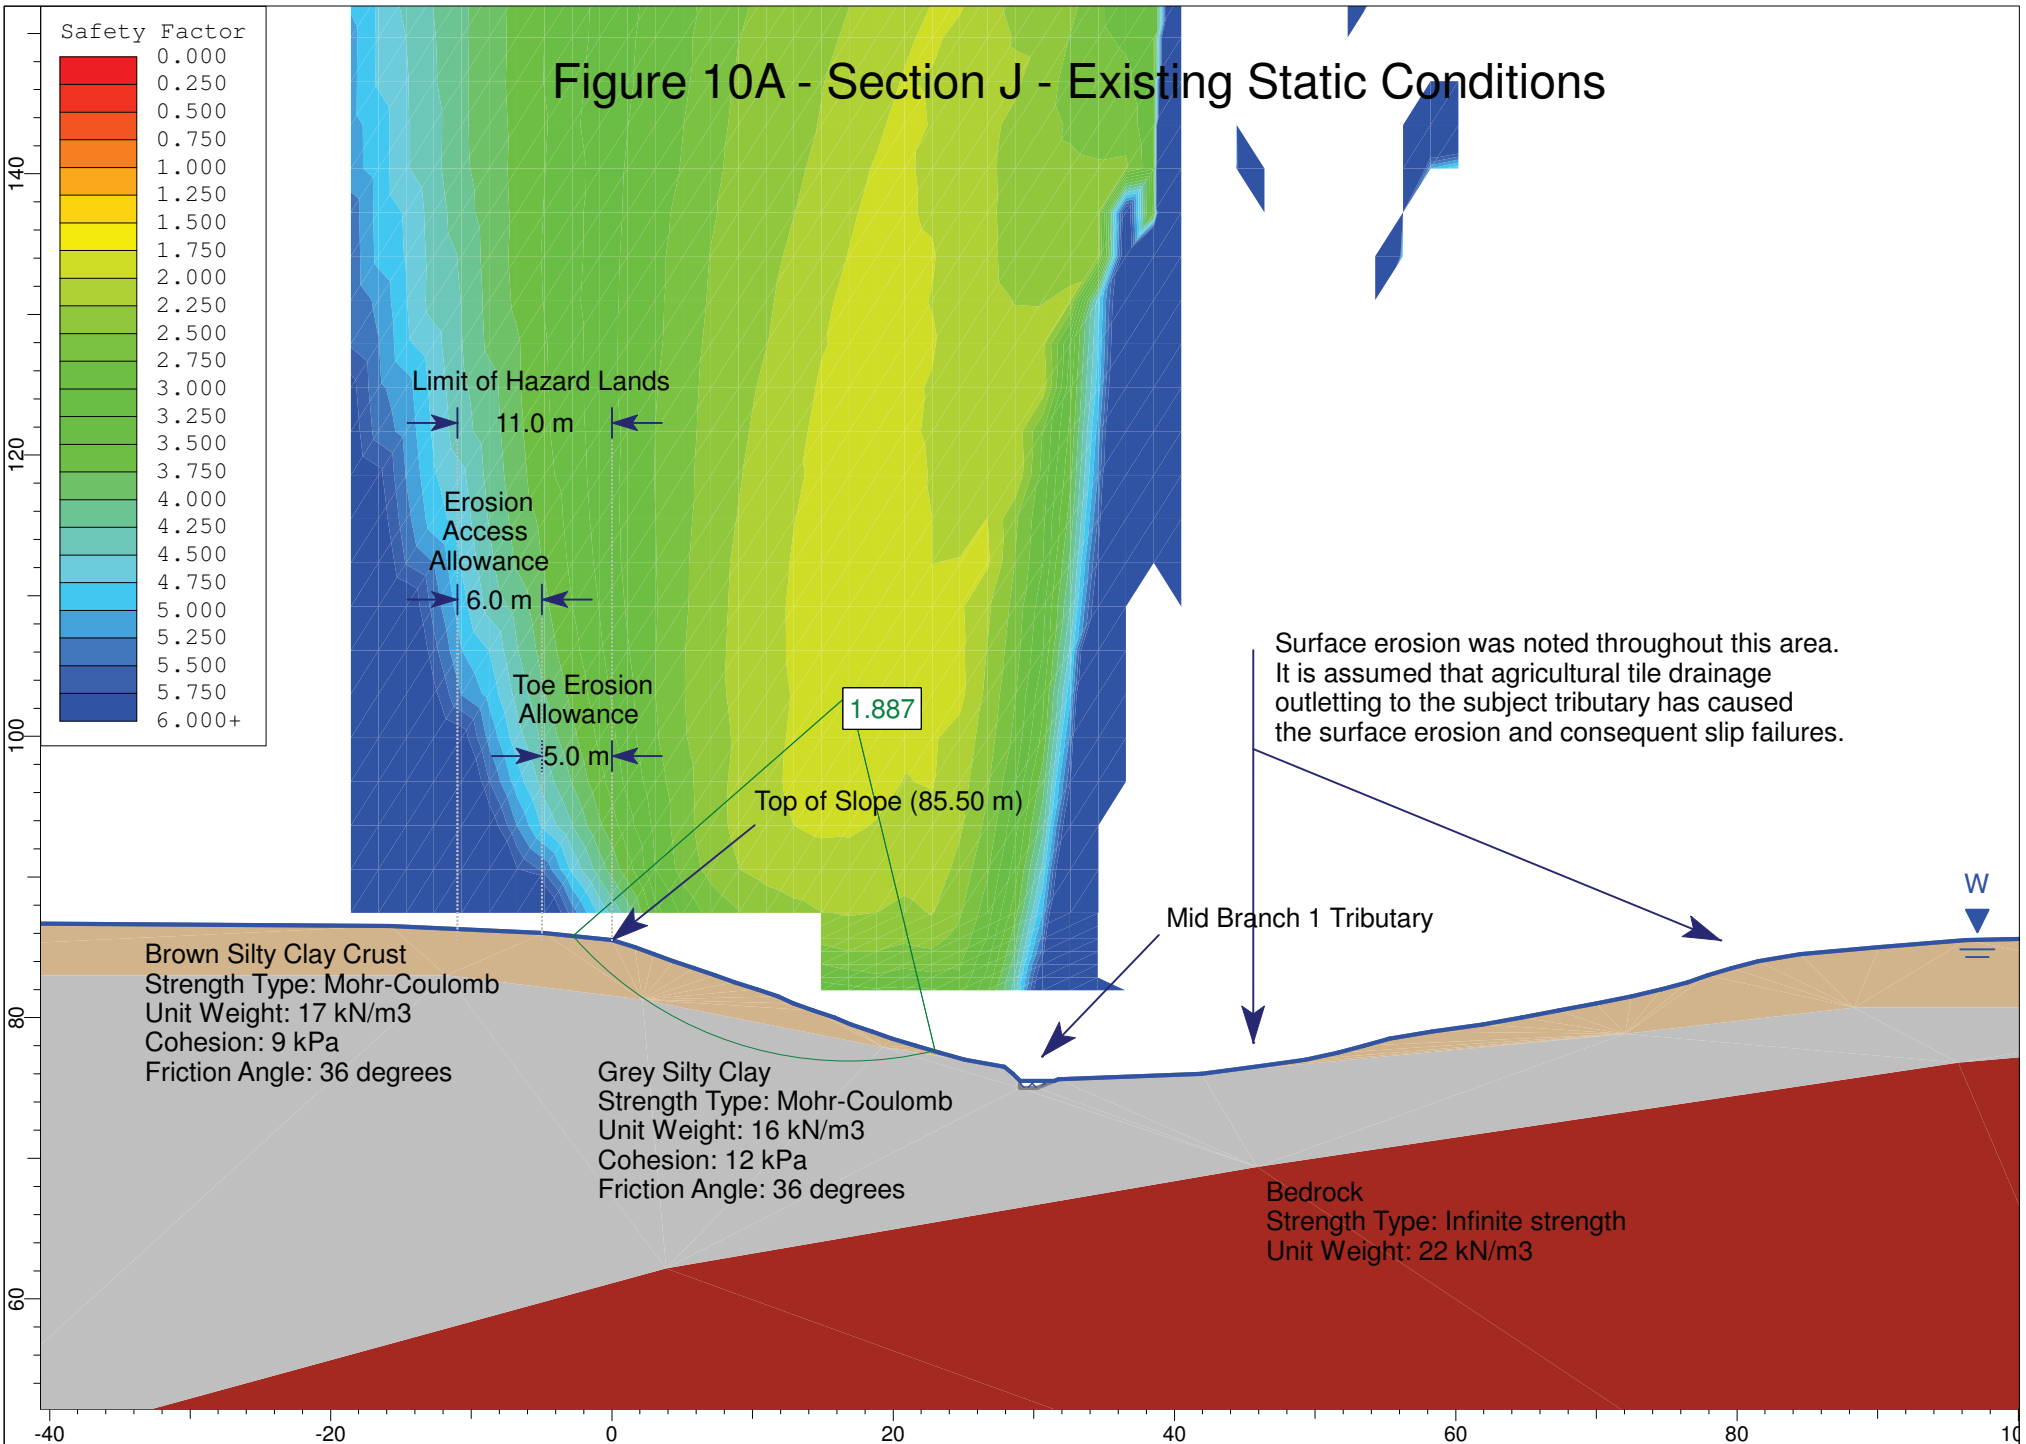 Safety Factor
0.000
0.250
0.500
0.750
1.000
1.250
1.500
1.750
2.000
2.250
2.500
2.750
3.000
3.250
3.500
3.750
4.000
4.250
4.500
4.750
5.000
5.250
5.500
5.750
6.000+
Figure 10A - Section J - Existing Static Conditions
Limit of Hazard Lands
11.0 m
Erosion
Access
Allowance
6.0 m
Toe Erosion
Allowance
5.0 m
1.887
Top of Slope (85.50 m)
Surface erosion was noted throughout this area.
It is assumed that agricultural tile drainage
outletting to the subject tributary has caused
the surface erosion and consequent slip failures.
Mid Branch 1 Tributary
W
Brown Silty Clay Crust
Strength Type: Mohr-Coulomb
Unit Weight: 17 kN/m3
Cohesion: 9 kPa
Friction Angle: 36 degrees
Grey Silty Clay
Strength Type: Mohr-Coulomb
Unit Weight: 16 kN/m3
Cohesion: 12 kPa
Friction Angle: 36 degrees
Bedrock
Strength Type: Infinite strength
Unit Weight: 22 kN/m3
140
120
100
80
60
-40
-20
0
20
40
60
80
10